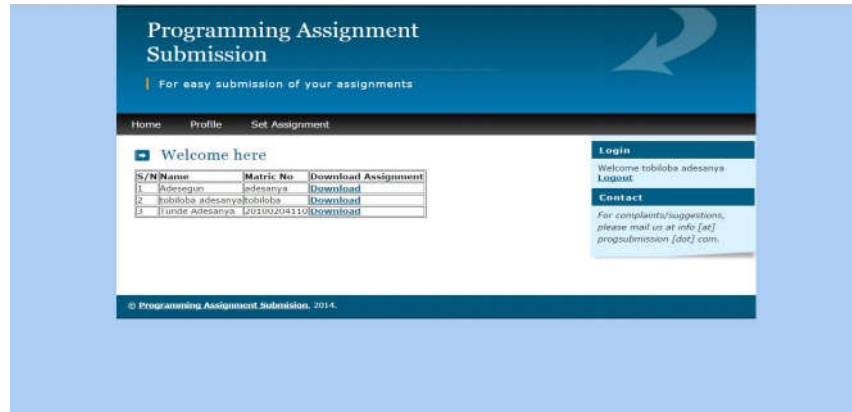 Programming Assignment
Submission
For easy submission of your assignments
Home Profile Set Assignment
Welcome here
S/N Name Matric No Download Assignment
1 Adesegun adesanya Download
2 tobiloba adesanya tobiloba Download
3 Tunde Adesanya 20100204110 Download
Login
Welcome tobiloba adesanya
Logout
Contact
For complaints/suggestions,
please mail us at info [at]
progsubmission [dot] com.
© Programming Assignment Submision. 2014.